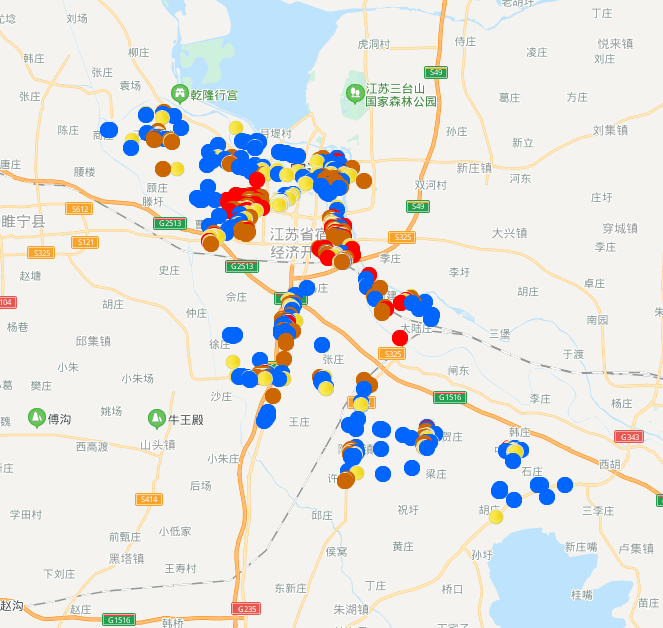 老胡圩
刘场
丁庄
虎洞村
侍庄
悦来镇
柳庄
凌庄
韩庄
刘庄
张庄
S49
袁场
江苏三台山
国家森林公园
乾隆行宫
张庄
葛庄
方庄
陈庄
孙庄
刘集镇
新立
腰楼
新庄镇
河东
唐庄
顾庄
滕圩
双河村
庄圩
S612
S49
睢宁县
G2513
穿城镇
江苏省宿
大兴镇
S121
S325
李庄
S325
经济开
李庄
G2513
史庄
李圩
赵塘
卓庄
佘庄
胡庄
104
胡庄
仲庄
南园
杨巷
大陆庄
邱集镇
徐庄
三堡
S325
于渡
张庄
小朱
闸东
小朱场
樊庄
沙庄
G1516
李庄
杨庄
姚场
傅沟
牛王殿
王庄
韩庄
贺庄
G343
西高渡
山头镇
小朱庄
西胡
石庄
梁庄
后场
S414
祝圩
三李庄
学田村
邱庄
小低家
前甄庄
侯窝
黄庄
新庄嘴
卢集镇
孙圩
黑塔镇
王寿村
下刘庄
东新庄
丁庄
桥口
桂嘴
苗庄
赵沟
赵庄
G235
朱湖镇
G1516
韩桥